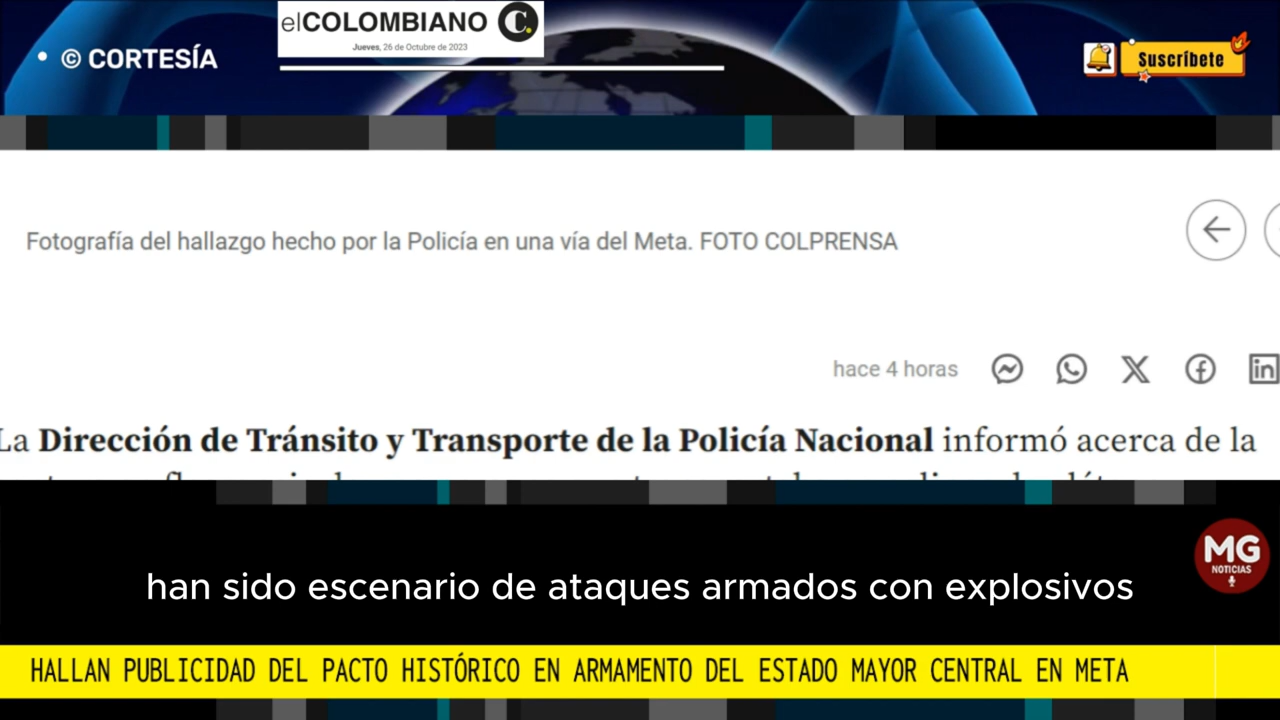 elCOLOMBIANO C.
Jueves, 26 de Octubre de 2023
© CORTESÍA
Suscríbete
Fotografía del hallazgo hecho por la Policía en una vía del Meta. FOTO COLPRENSA
hace 4 horas
La Dirección de Tránsito y Transporte de la Policía Nacional informó acerca de la
han sido escenario de ataques armados con explosivos
MG
NOTICIAS
HALLAN PUBLICIDAD DEL PACTO HISTÓRICO EN ARMAMENTO DEL ESTADO MAYOR CENTRAL EN META